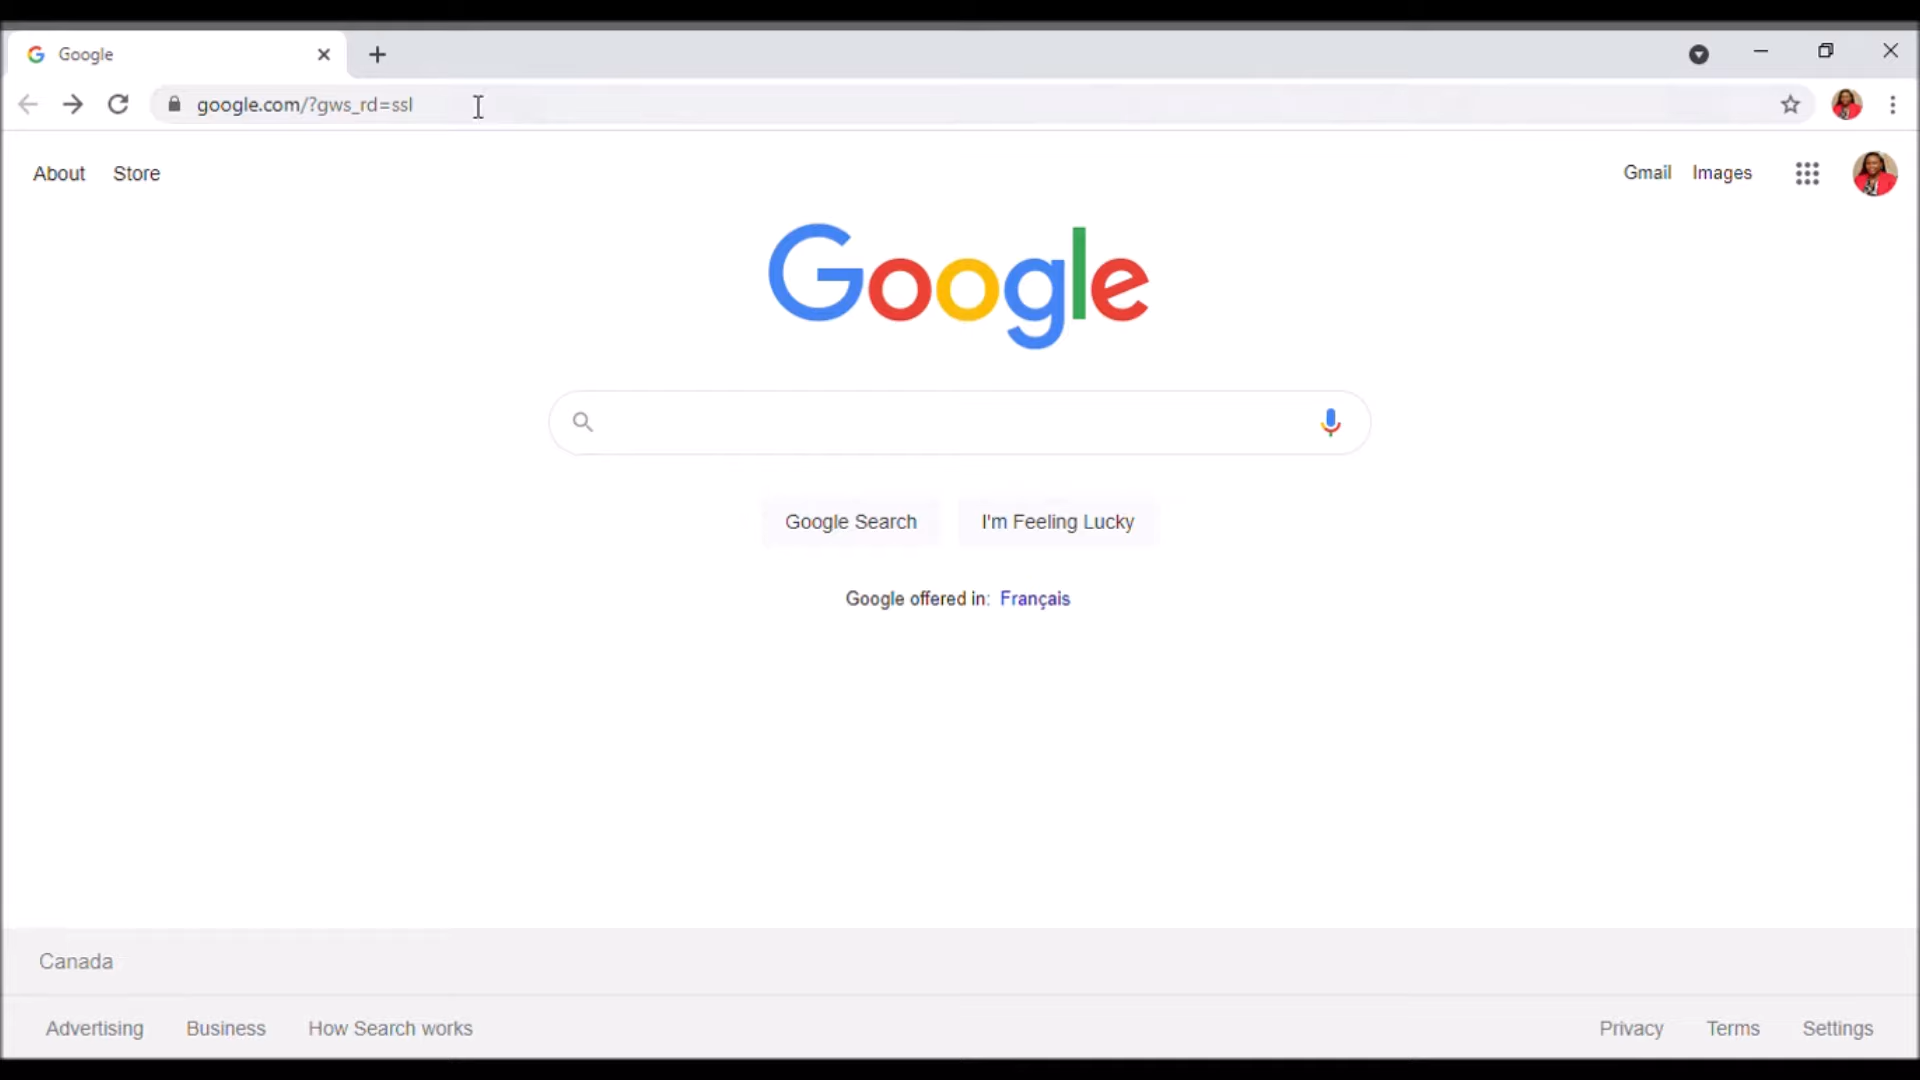 Google
google.com/?gws_rd=ssl
About Store
Gmail Images
Google
Google Search I'm Feeling Lucky
Google offered in: Français
Canada
Advertising Business How Search works
Privacy Terms Settings